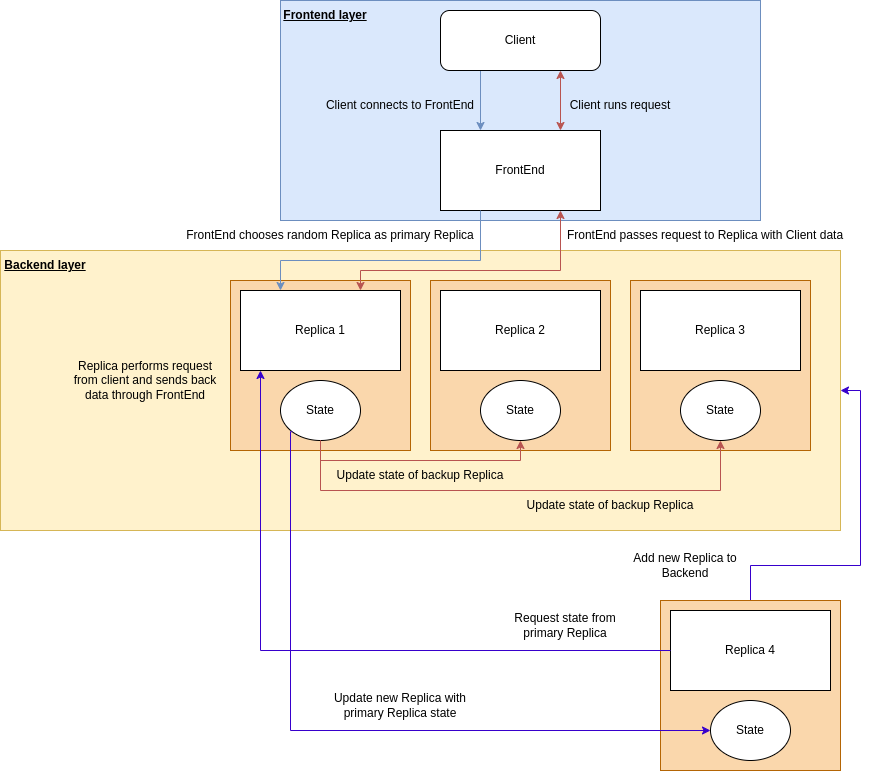 Frontend layer
Client
Client connects to FrontEnd
Client runs request
FrontEnd
FrontEnd chooses random Replica as primary Replica
FrontEnd passes request to Replica with Client data
Backend layer
Replica 1
Replica 2
Replica 3
Replica performs request
from client and sends back
data through FrontEnd
State
State
State
Update state of backup Replica
Update state of backup Replica
Add new Replica to
Backend
Request state from
primary Replica
Replica 4
Update new Replica with
primary Replica state
State